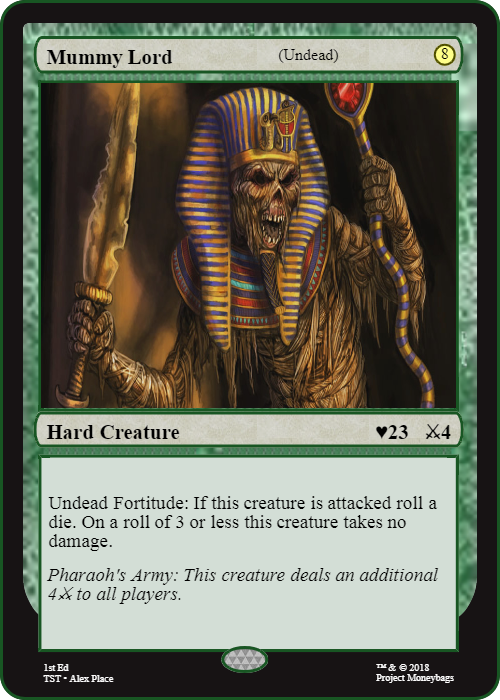 Mummy Lord (Undead) 8
Hard Creature ♥23 ⚔4
Undead Fortitude: If this creature is attacked roll a
die. On a roll of 3 or less this creature takes no
damage.
Pharaoh's Army: This creature deals an additional
4⚔ to all players.
1st Ed ™ & © 2018
TST • Alex Place Project Moneybags